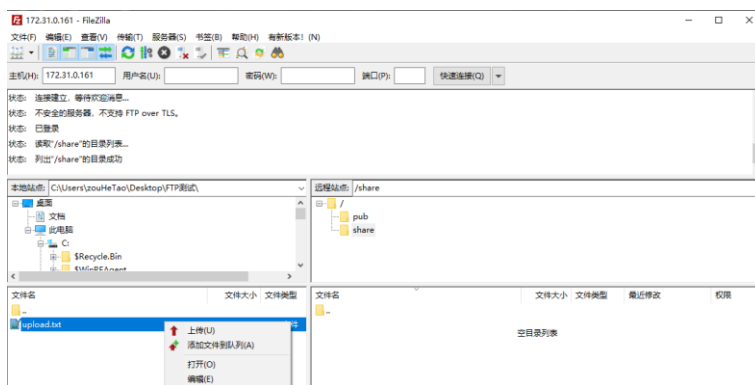 172.31.0.161 - FileZilla
文件(F) 编辑(E) 查看(V) 传输(T) 服务器(S) 书签(B) 帮助(H) 有新版本! (N)
主机(H): 172.31.0.161 用户名(U): 密码(W): 端口(P): 快速连接(Q)
状态: 连接建立，等待欢迎消息...
状态: 不安全的服务器，不支持 FTP over TLS。
状态: 已登录
状态: 读取"/share"的目录列表...
状态: 列出"/share"的目录成功
本地站点: C:\Users\zouHeTao\Desktop\FTP测试\ 远程站点: /share
桌面 /
文档 pub
此电脑 share
C:
$Recycle.Bin
$WinREAgent
文件名 文件大小 文件类型 文件名 文件大小 文件类型 最近修改 权限
.. ..
upload.txt 件
上传(U) 空目录列表
添加文件到队列(A)
打开(O)
编辑(E)